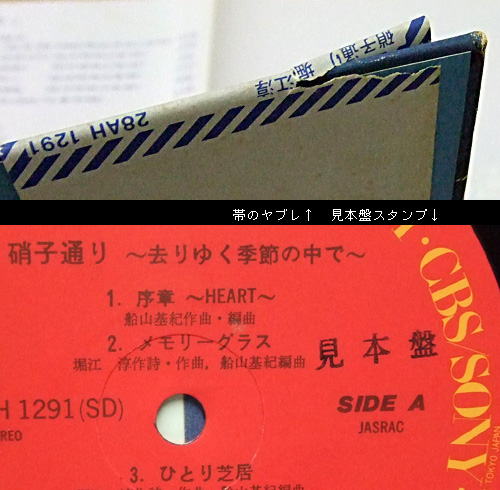 硝子通り 堀江淳
28AH 1291
帯のヤブレ↑ 見本盤スタンプ↓
硝子通り 〜去りゆく季節の中で〜
1. 序章 〜HEART〜
船山基紀作曲・編曲
2. メモリーグラス
堀江 淳作詩・作曲, 船山基紀編曲
見本盤
H 1291(SD)
SIDE A
REO
JASRAC
CBS/SONY
TOKYO JAPAN
3. ひとり芝居